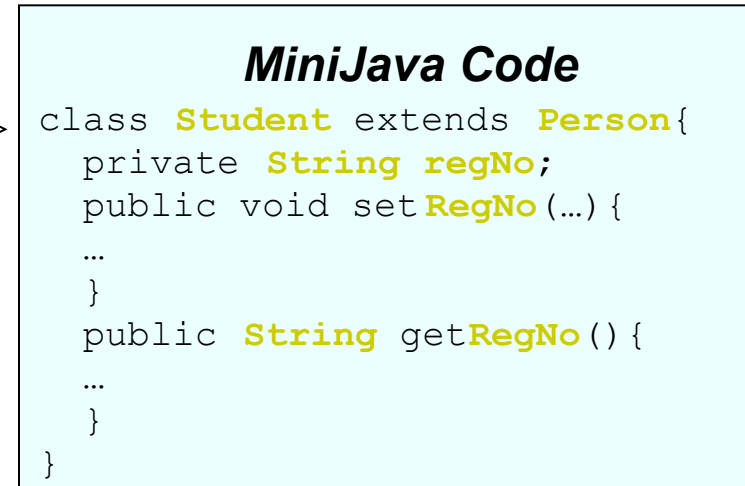 MiniJava Code
class Student extends Person{
private String regNo;
public void setRegNo(…){
…
}
public String getRegNo(){
…
}
}